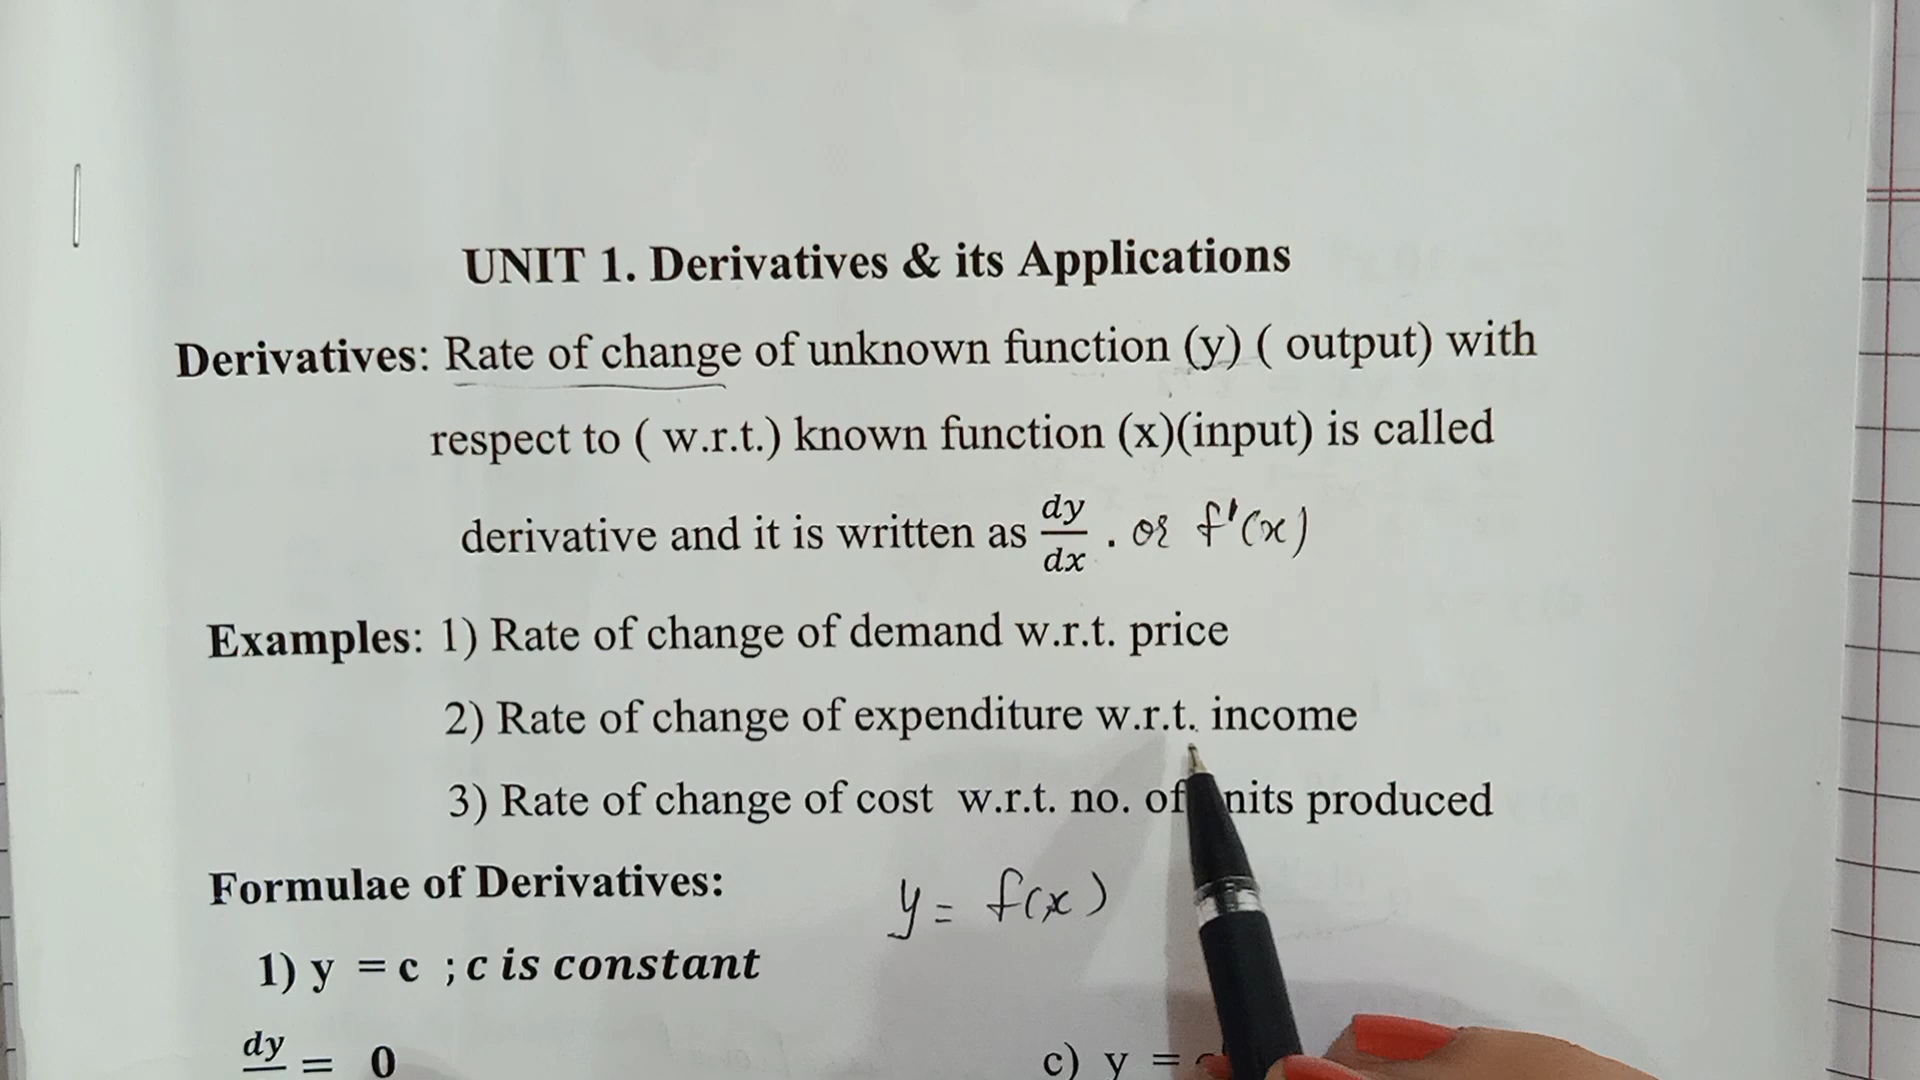 UNIT 1. Derivatives & its Applications
Derivatives: Rate of change of unknown function (y) ( output) with
respect to ( w.r.t.) known function (x)(input) is called
derivative and it is written as dy/dx . or f'(x)
Examples: 1) Rate of change of demand w.r.t. price
2) Rate of change of expenditure w.r.t. income
3) Rate of change of cost w.r.t. no. of nits produced
Formulae of Derivatives:
y = f(x)
1) y = c ; c is constant
dy = 0
c) y =